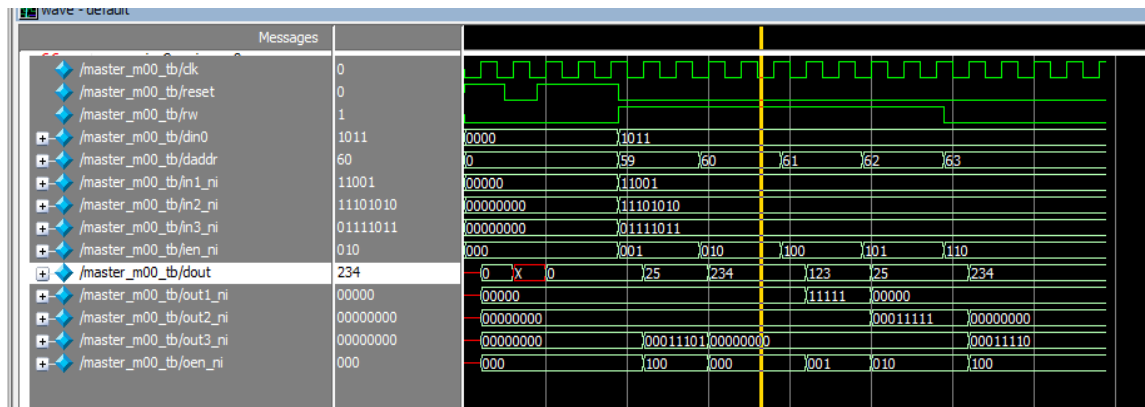 wave - default
Messages
/master_m00_tb/clk 0
/master_m00_tb/reset 0
/master_m00_tb/rw 1
/master_m00_tb/din0 1011 0000 1011
/master_m00_tb/daddr 60 0 59 60 61 62 63
/master_m00_tb/in1_ni 11001 00000 11001
/master_m00_tb/in2_ni 11101010 00000000 11101010
/master_m00_tb/in3_ni 01111011 00000000 01111011
/master_m00_tb/ien_ni 010 000 001 010 100 101 110
/master_m00_tb/dout 234 0 X 0 25 234 123 25 234
/master_m00_tb/out1_ni 00000 00000 11111 00000
/master_m00_tb/out2_ni 00000000 00000000 00011111 00000000
/master_m00_tb/out3_ni 00000000 00000000 00011101 00000000 00011110
/master_m00_tb/oen_ni 000 000 100 000 001 010 100